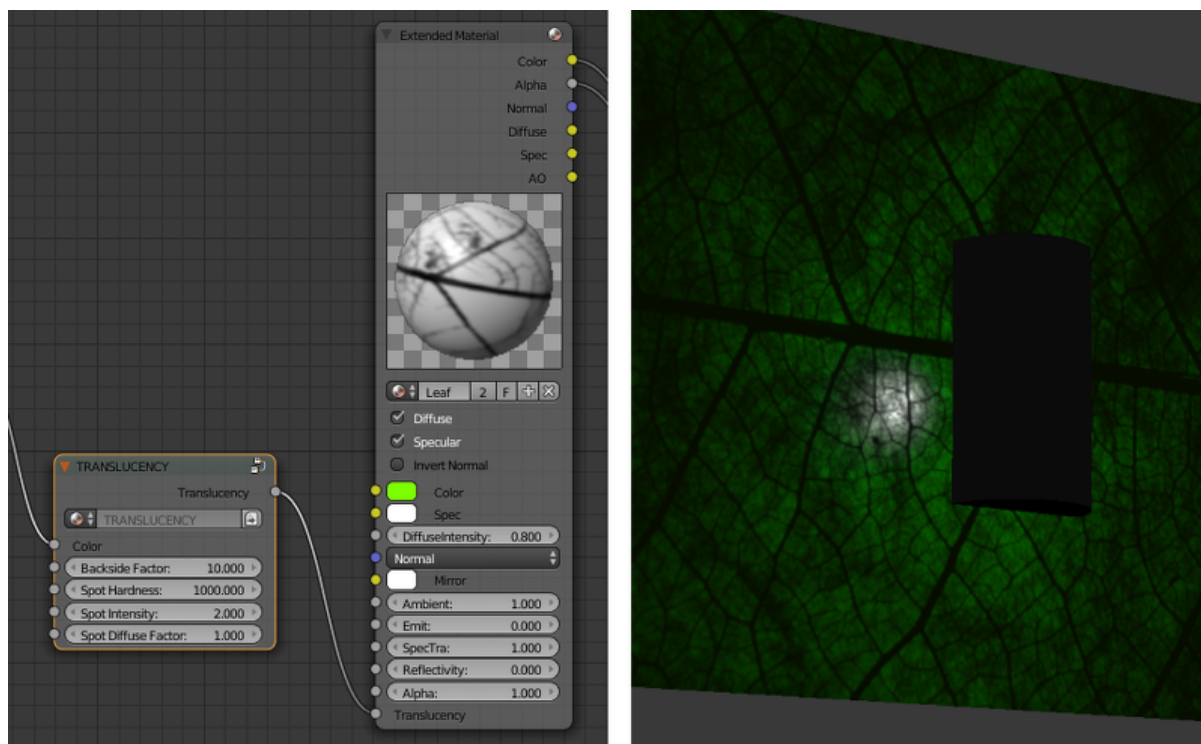 Extended Material
Color
Alpha
Normal
Diffuse
Spec
AO
Leaf 2 F
Diffuse
Specular
Invert Normal
Color
Spec
DiffuseIntensity: 0.800
Normal
Mirror
Ambient: 1.000
Emit: 0.000
SpecTra: 1.000
Reflectivity: 0.000
Alpha: 1.000
Translucency
TRANSLUCENCY
Translucency
TRANSLUCENCY
Color
Backside Factor: 10.000
Spot Hardness: 1000.000
Spot Intensity: 2.000
Spot Diffuse Factor: 1.000